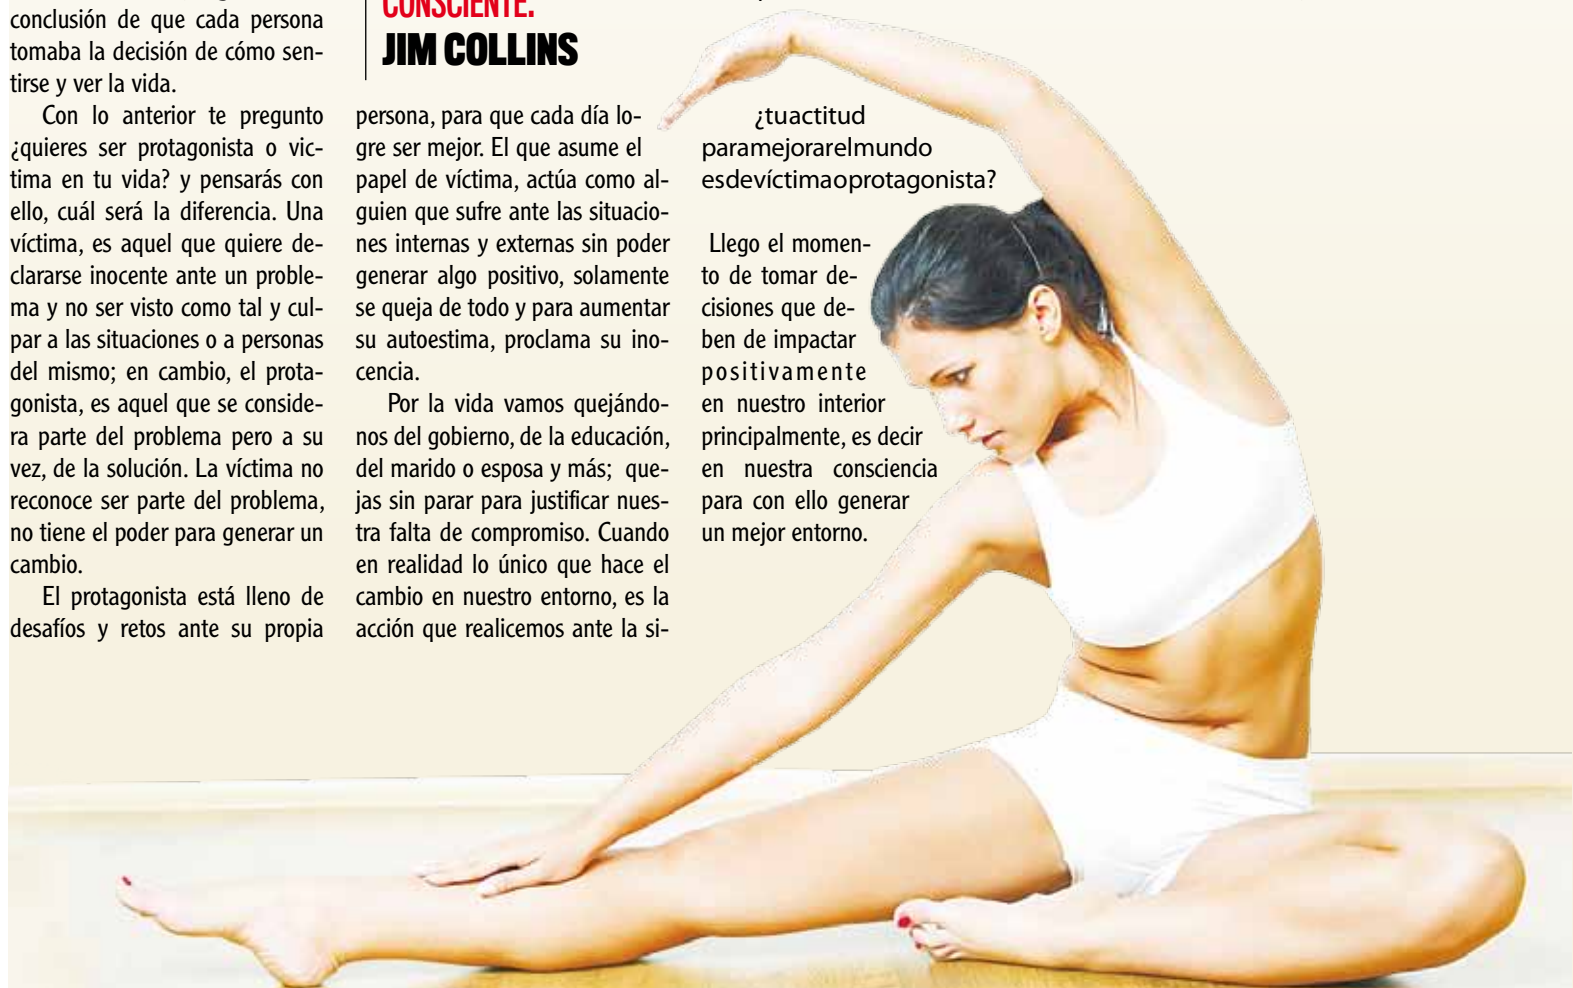 conclusión de que cada persona
tomaba la decisión de cómo sen-
tirse y ver la vida.
Con lo anterior te pregunto
¿quieres ser protagonista o vic-
tima en tu vida? y pensarás con
ello, cuál será la diferencia. Una
víctima, es aquel que quiere de-
clararse inocente ante un proble-
ma y no ser visto como tal y cul-
par a las situaciones o a personas
del mismo; en cambio, el prota-
gonista, es aquel que se conside-
ra parte del problema pero a su
vez, de la solución. La víctima no
reconoce ser parte del problema,
no tiene el poder para generar un
cambio.
El protagonista está lleno de
desafíos y retos ante su propia
CONSCIENTE.
JIM COLLINS
persona, para que cada día lo-
gre ser mejor. El que asume el
papel de víctima, actúa como al-
guien que sufre ante las situacio-
nes internas y externas sin poder
generar algo positivo, solamente
se queja de todo y para aumentar
su autoestima, proclama su ino-
cencia.
Por la vida vamos quejándo-
nos del gobierno, de la educación,
del marido o esposa y más; que-
jas sin parar para justificar nues-
tra falta de compromiso. Cuando
en realidad lo único que hace el
cambio en nuestro entorno, es la
acción que realicemos ante la si-
¿tuactitud
paramejorarelmundo
esdevíctimaoprotagonista?
Llego el momen-
to de tomar de-
cisiones que de-
ben de impactar
positivamente
en nuestro interior
principalmente, es decir
en nuestra consciencia
para con ello generar
un mejor entorno.